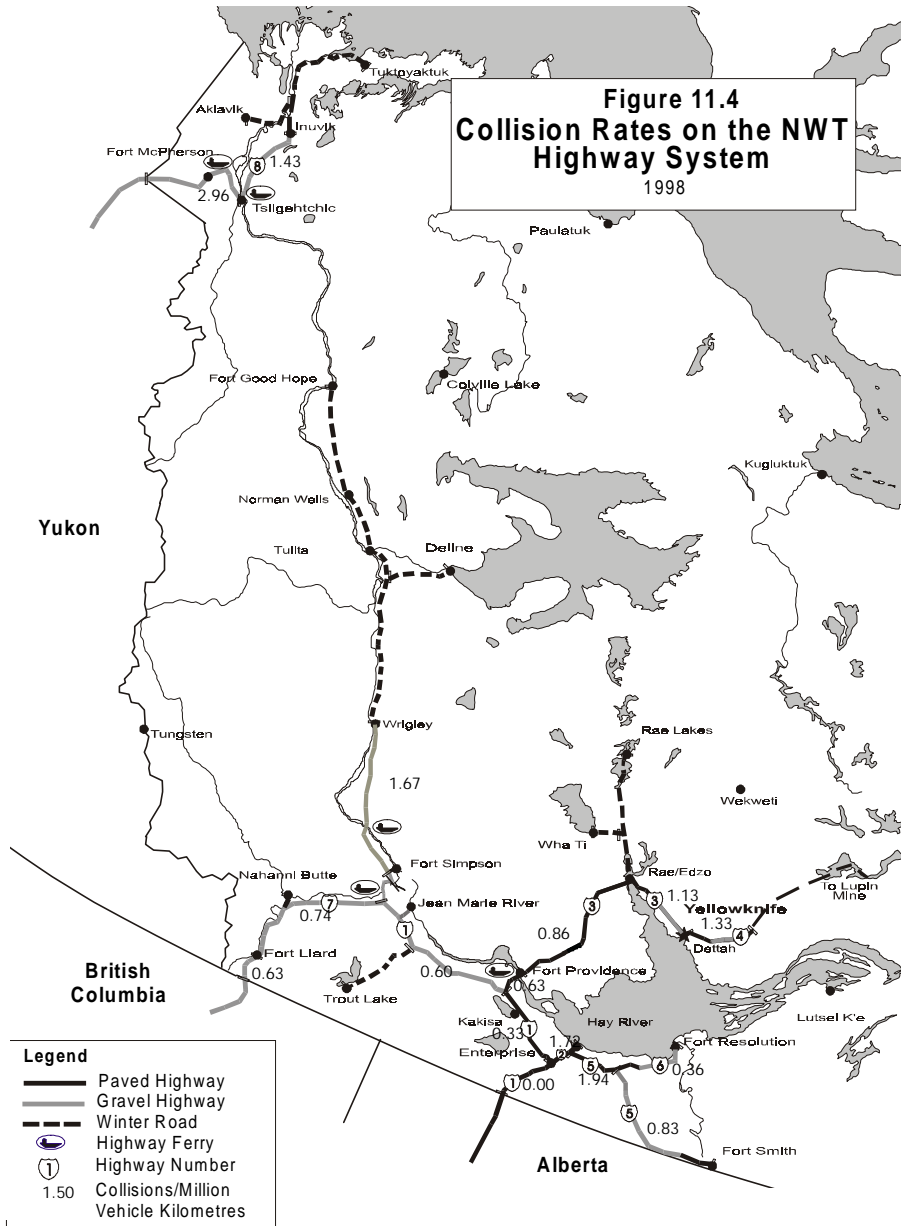 Figure 11.4
Collision Rates on the NWT
Highway System
1998
Tuktoyaktuk
Aklavik
Inuvik
Fort McPherson
8
1.43
2.96
Tsiigehtchic
Paulatuk
Fort Good Hope
Colville Lake
Kugluktuk
Norman Wells
Yukon
Tulita
Deline
Wrigley
Tungsten
Rae Lakes
1.67
Wekweti
Wha Ti
Fort Simpson
Rae/Edzo
Nahanni Butte
To Lupin
Mine
3
1.13
7
0.74
Jean Marie River
3
Yellowknife
1.33
4
1
0.86
Dettah
Fort Liard
0.63
0.60
Fort Providence
0.63
British
Columbia
Trout Lake
Lutsel K'e
Kakisa
0.33
1
Hay River
1.72
Fort Resolution
Enterprise
2
5
6
0.36
1
0.00
1.94
5
0.83
Fort Smith
Alberta
Legend
Paved Highway
Gravel Highway
Winter Road
Highway Ferry
1
Highway Number
1.50
Collisions/Million
Vehicle Kilometres